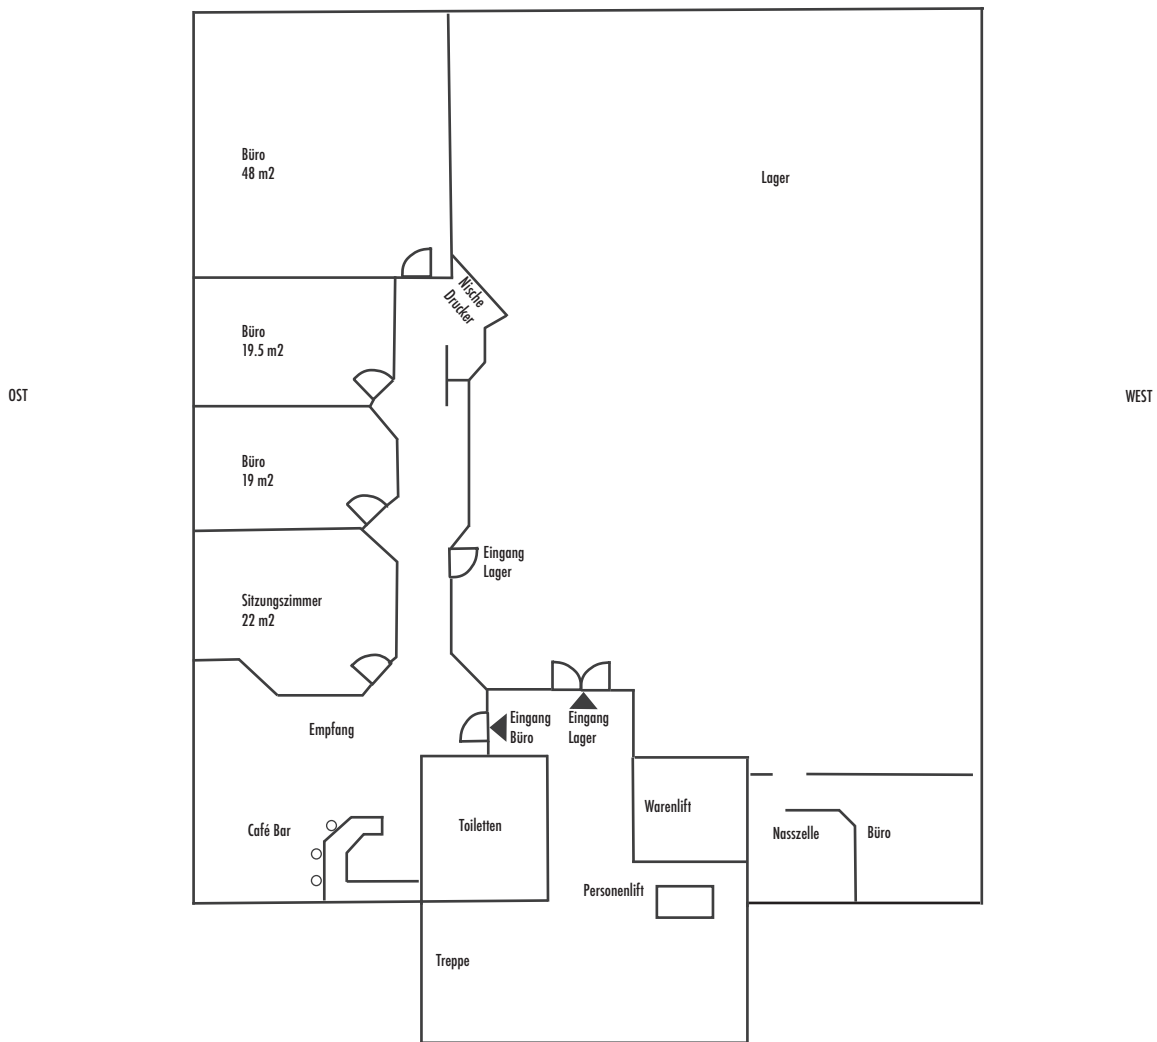 Büro
48 m2
Lager
Nische
Drucker
Büro
19.5 m2
OST
WEST
Büro
19 m2
Eingang
Lager
Sitzungszimmer
22 m2
Empfang
Eingang
Büro
Eingang
Lager
Café Bar
Toiletten
Warenlift
Nasszelle
Büro
Personenlift
Treppe